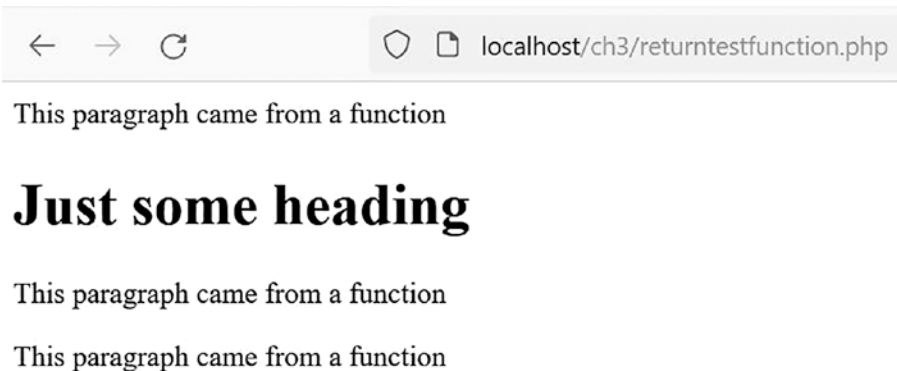 localhost/ch3/returntestfunction.php
This paragraph came from a function
Just some heading
This paragraph came from a function
This paragraph came from a function